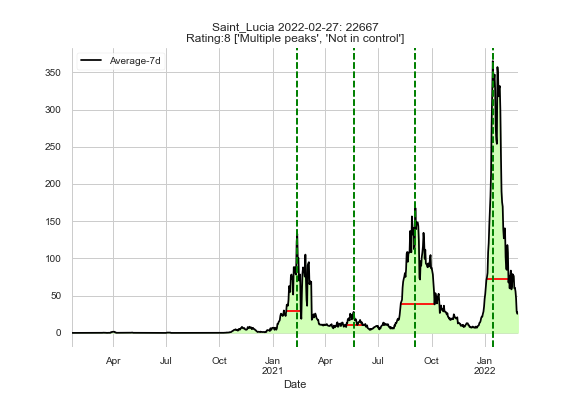 Saint_Lucia 2022-02-27: 22667
Rating:8 ['Multiple peaks', 'Not in control']
Average-7d
350
300
250
200
150
100
50
0
Apr Jul Oct Jan Apr Jul Oct Jan
2021 2022
Date